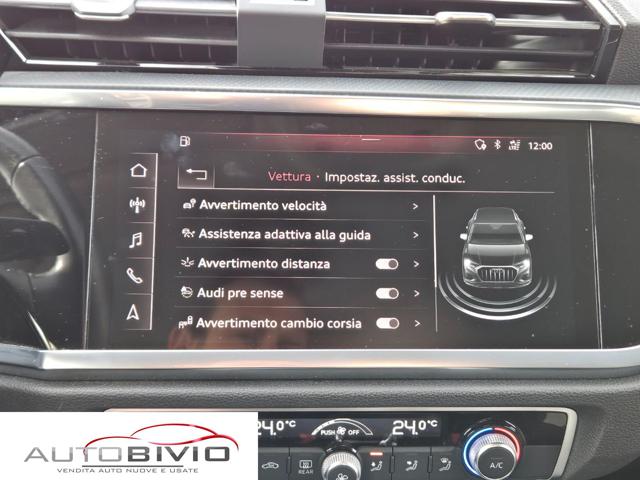 12:00
Vettura · Impostaz. assist. conduc.
Avvertimento velocità >
Assistenza adattiva alla guida >
Avvertimento distanza >
Audi pre sense >
Avvertimento cambio corsia >
24.0°C PUSH OFF 24.0°C
REAR
A/C
AUTOBIVIO
VENDITA AUTO NUOVE E USATE